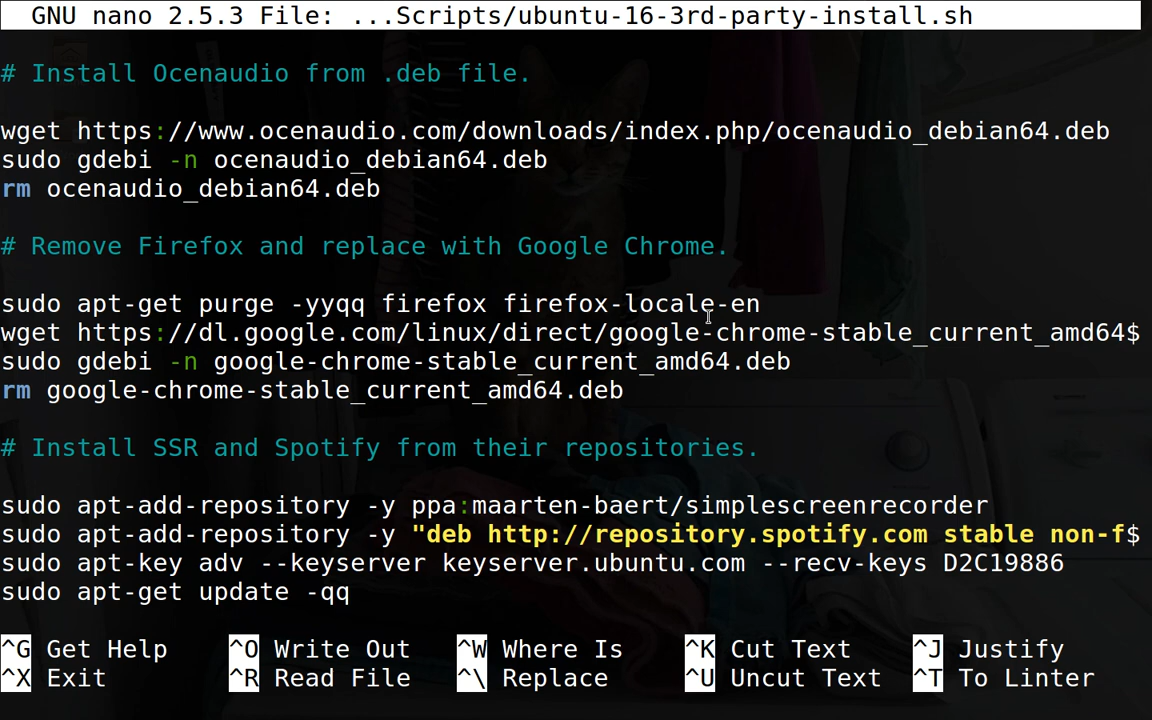 GNU nano 2.5.3 File: ...Scripts/ubuntu-16-3rd-party-install.sh
# Install Ocenaudio from .deb file.
wget https://www.ocenaudio.com/downloads/index.php/ocenaudio_debian64.deb
sudo gdebi -n ocenaudio_debian64.deb
rm ocenaudio_debian64.deb
# Remove Firefox and replace with Google Chrome.
sudo apt-get purge -yyqq firefox firefox-locale-en
wget https://dl.google.com/linux/direct/google-chrome-stable_current_amd64$
sudo gdebi -n google-chrome-stable_current_amd64.deb
rm google-chrome-stable_current_amd64.deb
# Install SSR and Spotify from their repositories.
sudo apt-add-repository -y ppa:maarten-baert/simplescreenrecorder
sudo apt-add-repository -y "deb http://repository.spotify.com stable non-f$
sudo apt-key adv --keyserver keyserver.ubuntu.com --recv-keys D2C19886
sudo apt-get update -qq
^G Get Help ^O Write Out ^W Where Is ^K Cut Text ^J Justify
^X Exit ^R Read File ^\ Replace ^U Uncut Text ^T To Linter